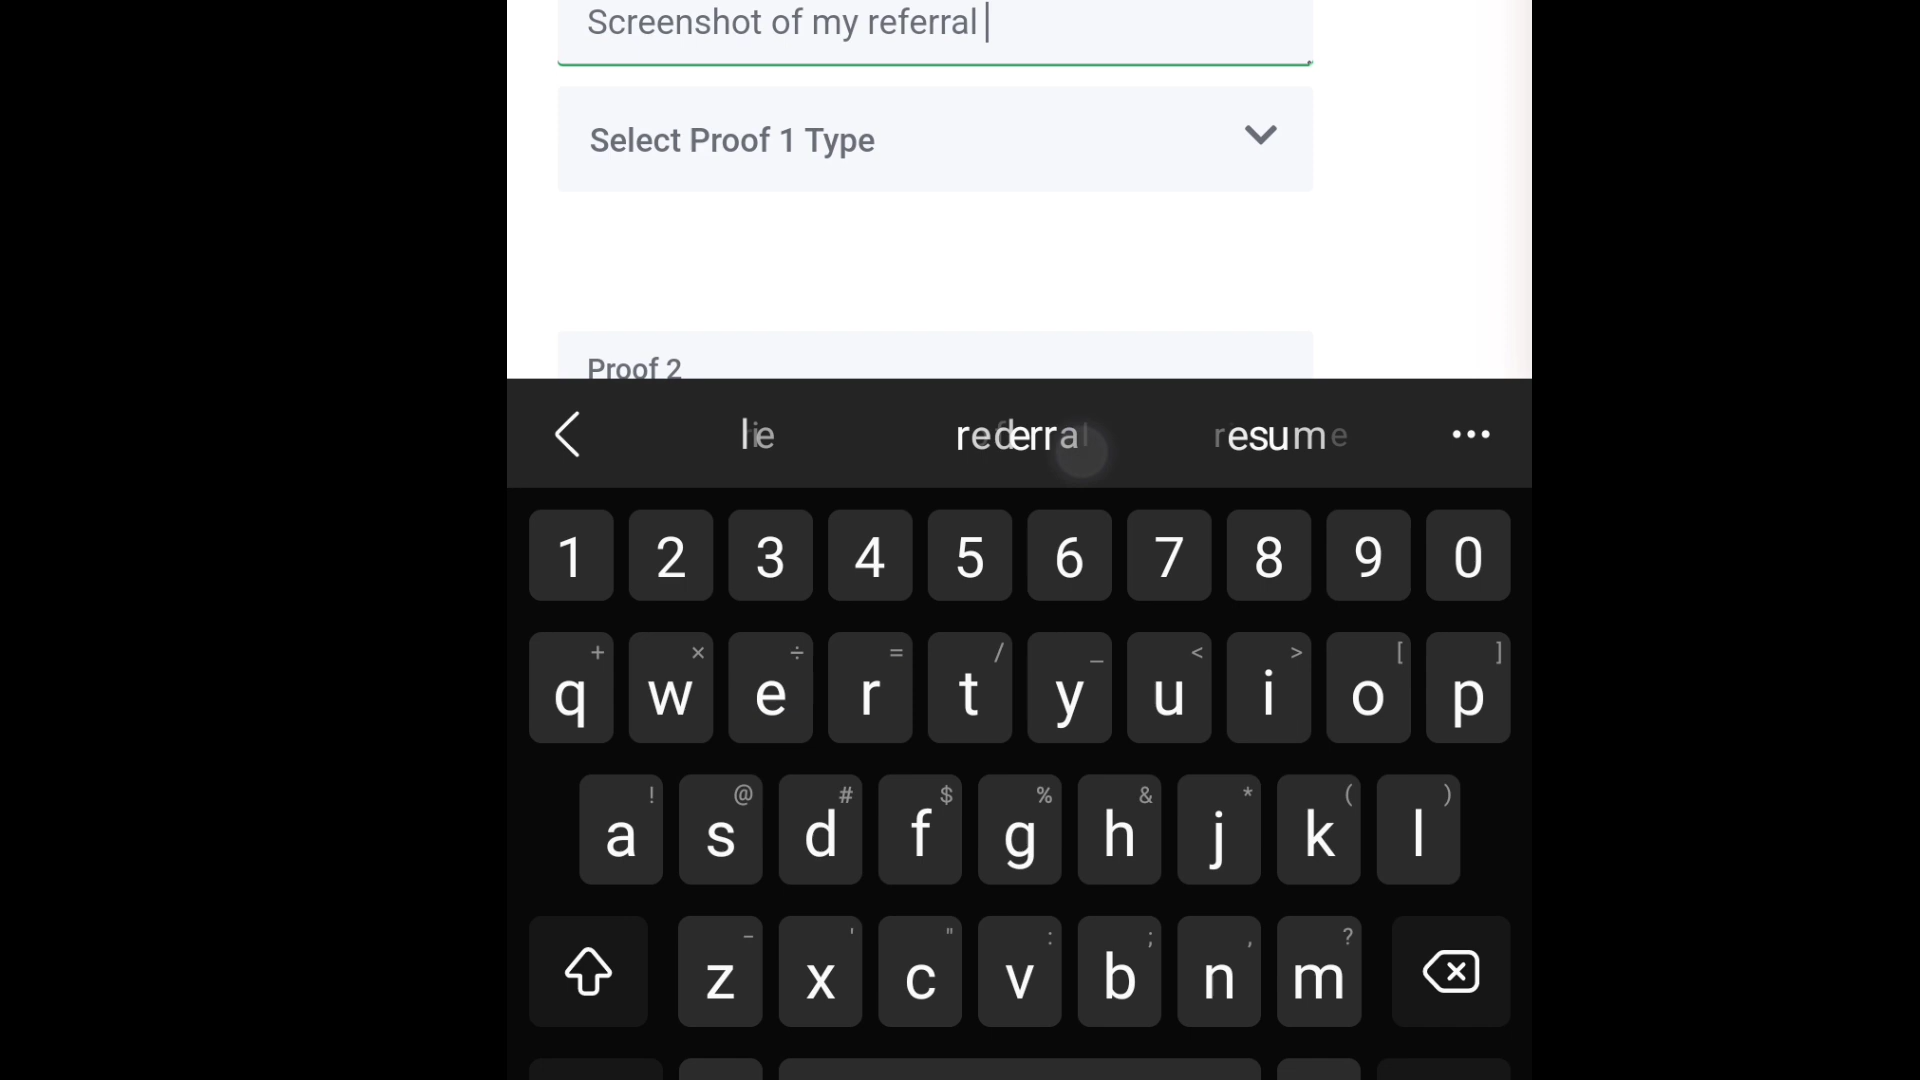 Screenshot of my referral
Select Proof 1 Type
Proof 2
1 2 3 4 5 6 7 8 9 0
+ × ÷ = / _ < > [ ]
q w e r t y u i o p
! @ # $ % & * ( )
a s d f g h j k l
- ' " : ; , ?
z x c v b n m